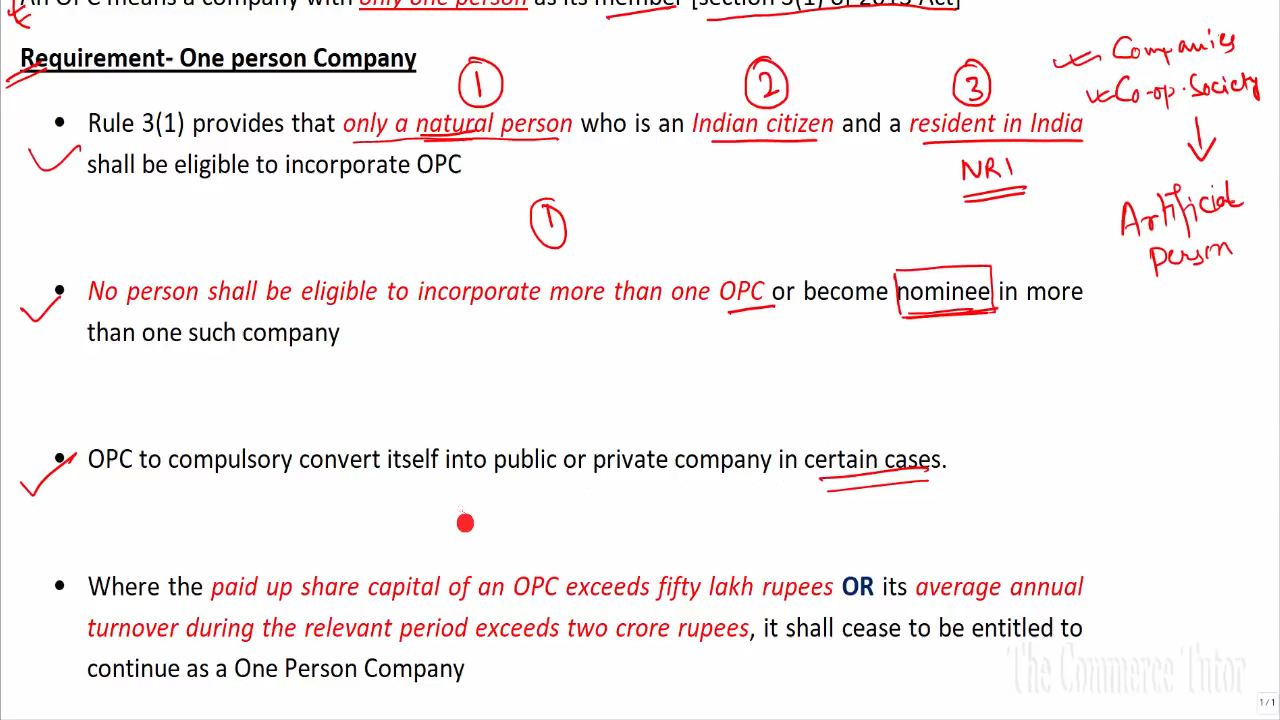 An OPC means a company with only one person as its member [section 3(1) of 2013 Act]
Requirement- One person Company
Companies
Co-op. Society
Artificial
Person
1
2
3
Rule 3(1) provides that only a natural person who is an Indian citizen and a resident in India
shall be eligible to incorporate OPC
NRI
1
No person shall be eligible to incorporate more than one OPC or become nominee in more
than one such company
OPC to compulsory convert itself into public or private company in certain cases.
Where the paid up share capital of an OPC exceeds fifty lakh rupees OR its average annual
turnover during the relevant period exceeds two crore rupees, it shall cease to be entitled to
continue as a One Person Company
The Commerce Tutor
1/1